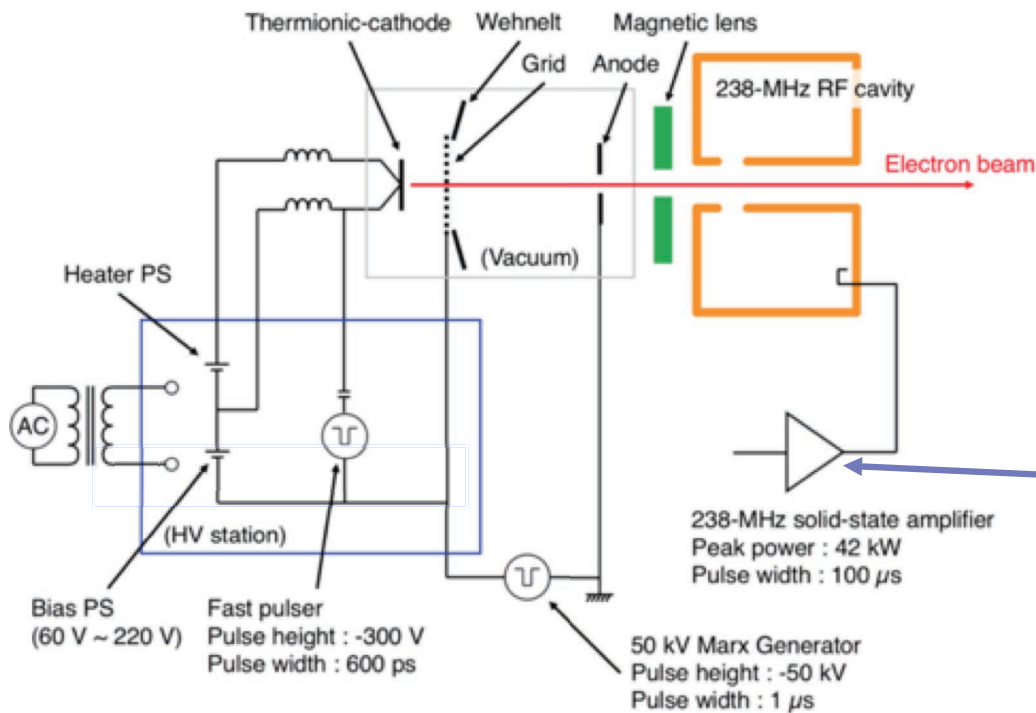 Thermionic-cathode
Wehnelt
Magnetic lens
Grid
Anode
238-MHz RF cavity
Electron beam
(Vacuum)
Heater PS
AC
(HV station)
238-MHz solid-state amplifier
Peak power : 42 kW
Pulse width : 100 µs
Bias PS
(60 V ~ 220 V)
Fast pulser
Pulse height : -300 V
Pulse width : 600 ps
50 kV Marx Generator
Pulse height : -50 kV
Pulse width : 1 µs